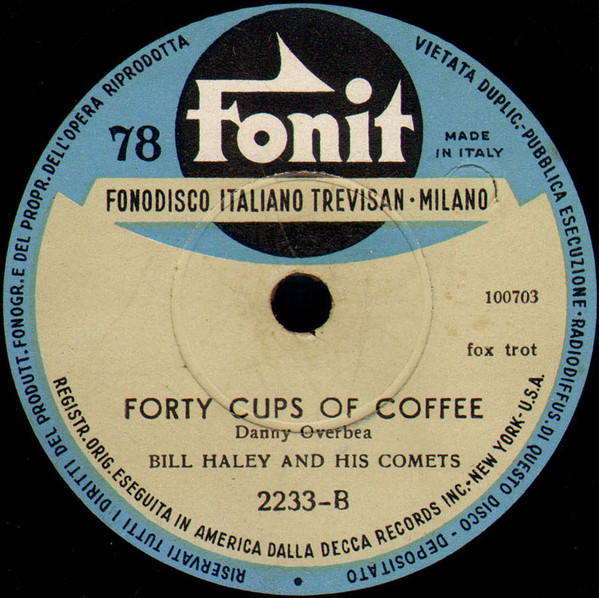 Fonit
78
MADE
IN ITALY
FONODISCO ITALIANO TREVISAN · MILANO
100703
fox trot
FORTY CUPS OF COFFEE
Danny Overbea
BILL HALEY AND HIS COMETS
2233-B
REGISTR. ORIG. ESEGUITA IN AMERICA DALLA DECCA RECORDS INC. - NEW YORK - U.S.A.
RISERVATI TUTTI I DIRITTI DEL PRODUTT. FONOGR. E DEL PROPR. DELL'OPERA RIPRODOTTA
VIETATA DUPLIC. · PUBBLICA ESECUZIONE · RADIODIFFUS. DI QUESTO DISCO - DEPOSITATO